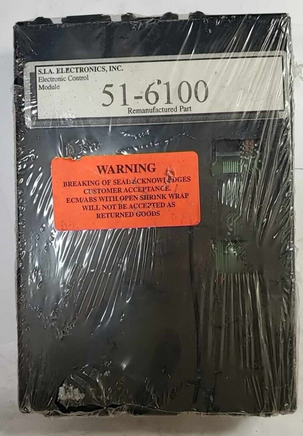 S.I.A. ELECTRONICS, INC.
Electronic Control
Module
51-6100
Remanufactured Part
WARNING
BREAKING OF SEAL ACKNOWLEDGES
CUSTOMER ACCEPTANCE.
ECM/ABS WITH OPEN SHRINK WRAP
WILL NOT BE ACCEPTED AS
RETURNED GOODS